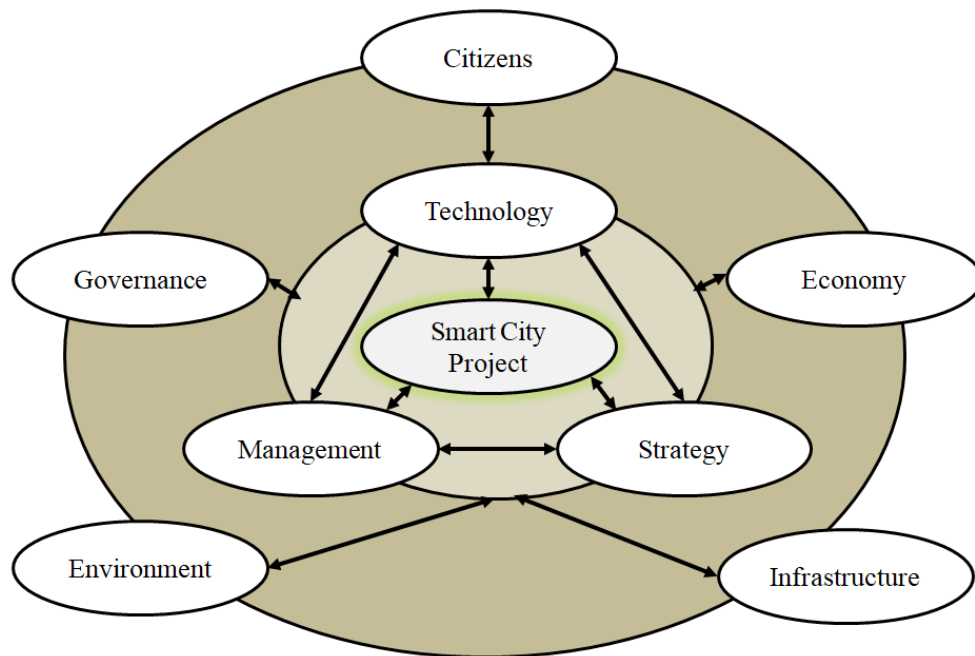 Citizens
Technology
Governance
Economy
Smart City
Project
Management
Strategy
Environment
Infrastructure